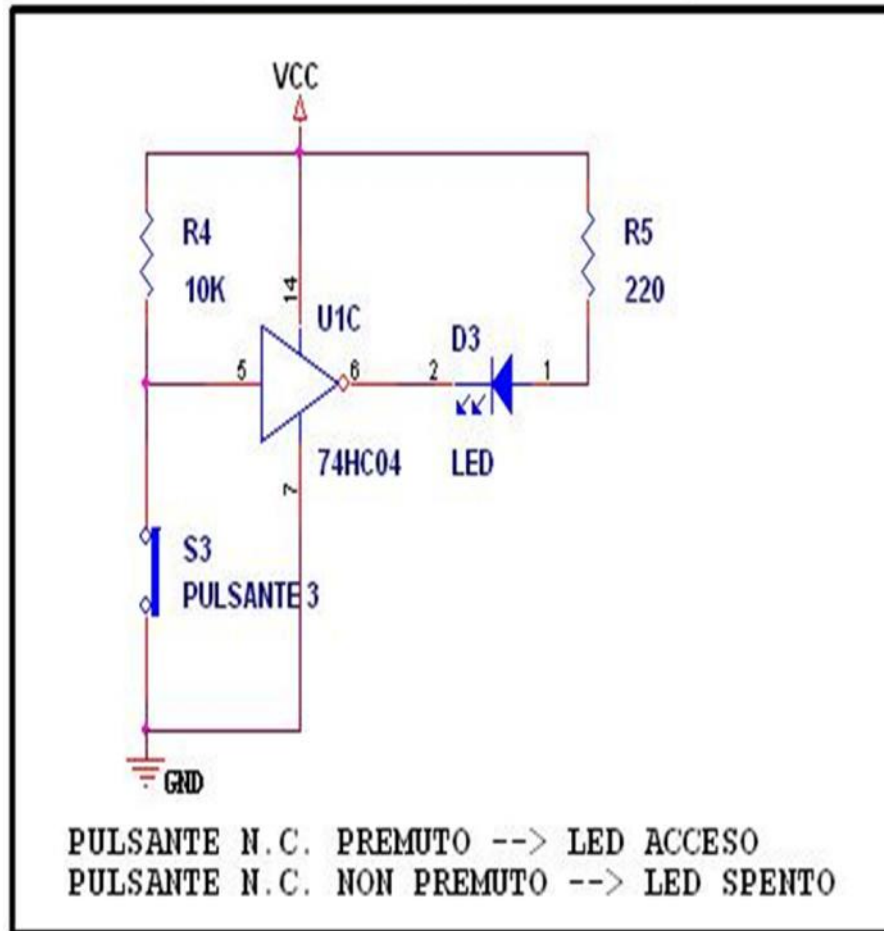 VCC
R4
10K
R5
220
14
U1C
D3
5
6
2
1
74HC04
LED
7
S3
PULSANTE 3
GND
PULSANTE N.C. PREMUTO --> LED ACCESO
PULSANTE N.C. NON PREMUTO --> LED SPENTO